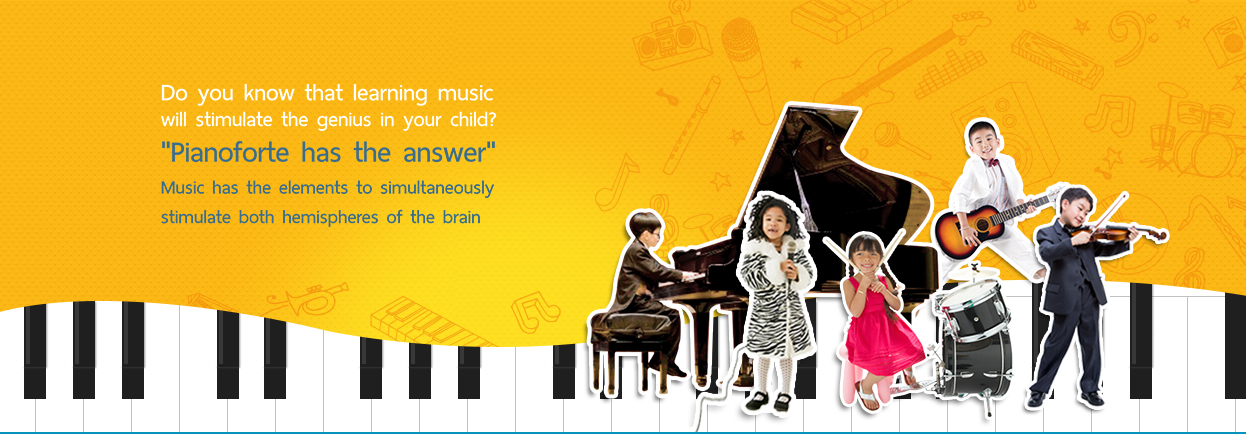 Do you know that learning music
will stimulate the genius in your child?
"Pianoforte has the answer"
Music has the elements to simultaneously
stimulate both hemispheres of the brain